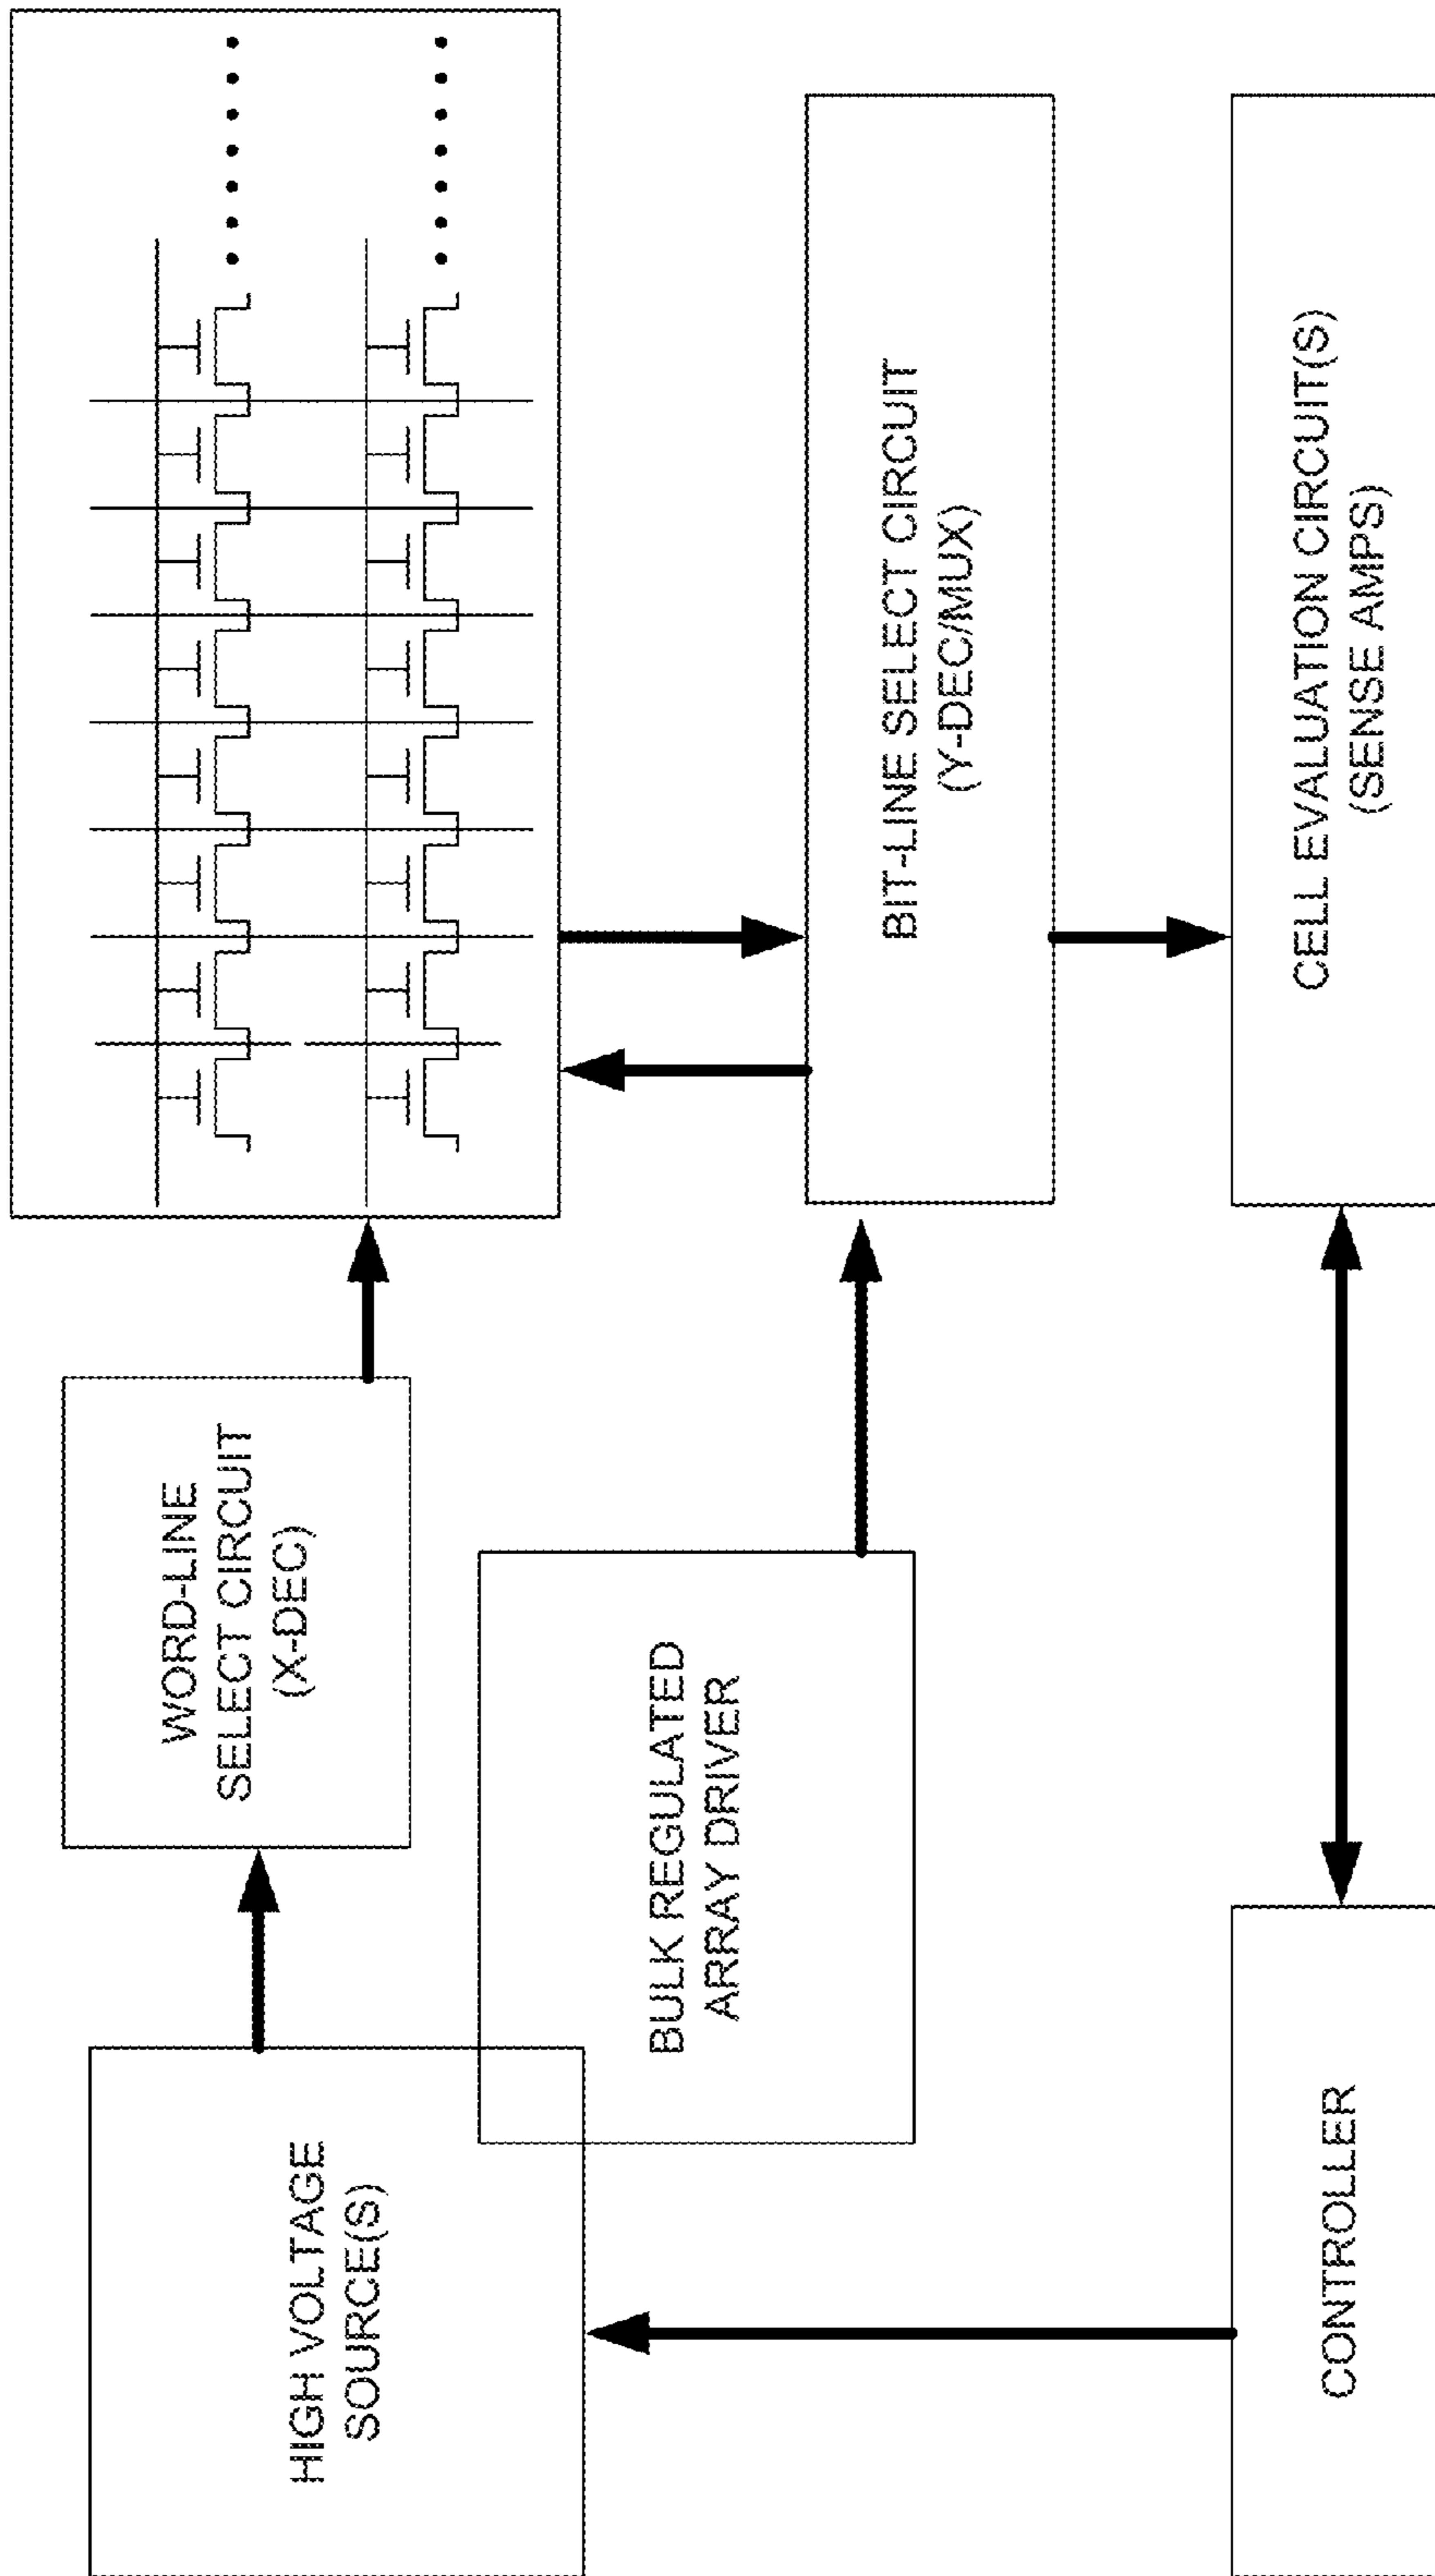 HIGH VOLTAGE
SOURCE(S)
WORD-LINE
SELECT CIRCUIT
(X-DEC)
BULK REGULATED
ARRAY DRIVER
BIT-LINE SELECT CIRCUIT
(Y-DEC/MUX)
CONTROLLER
CELL EVALUATION CIRCUIT(S)
(SENSE AMPS)